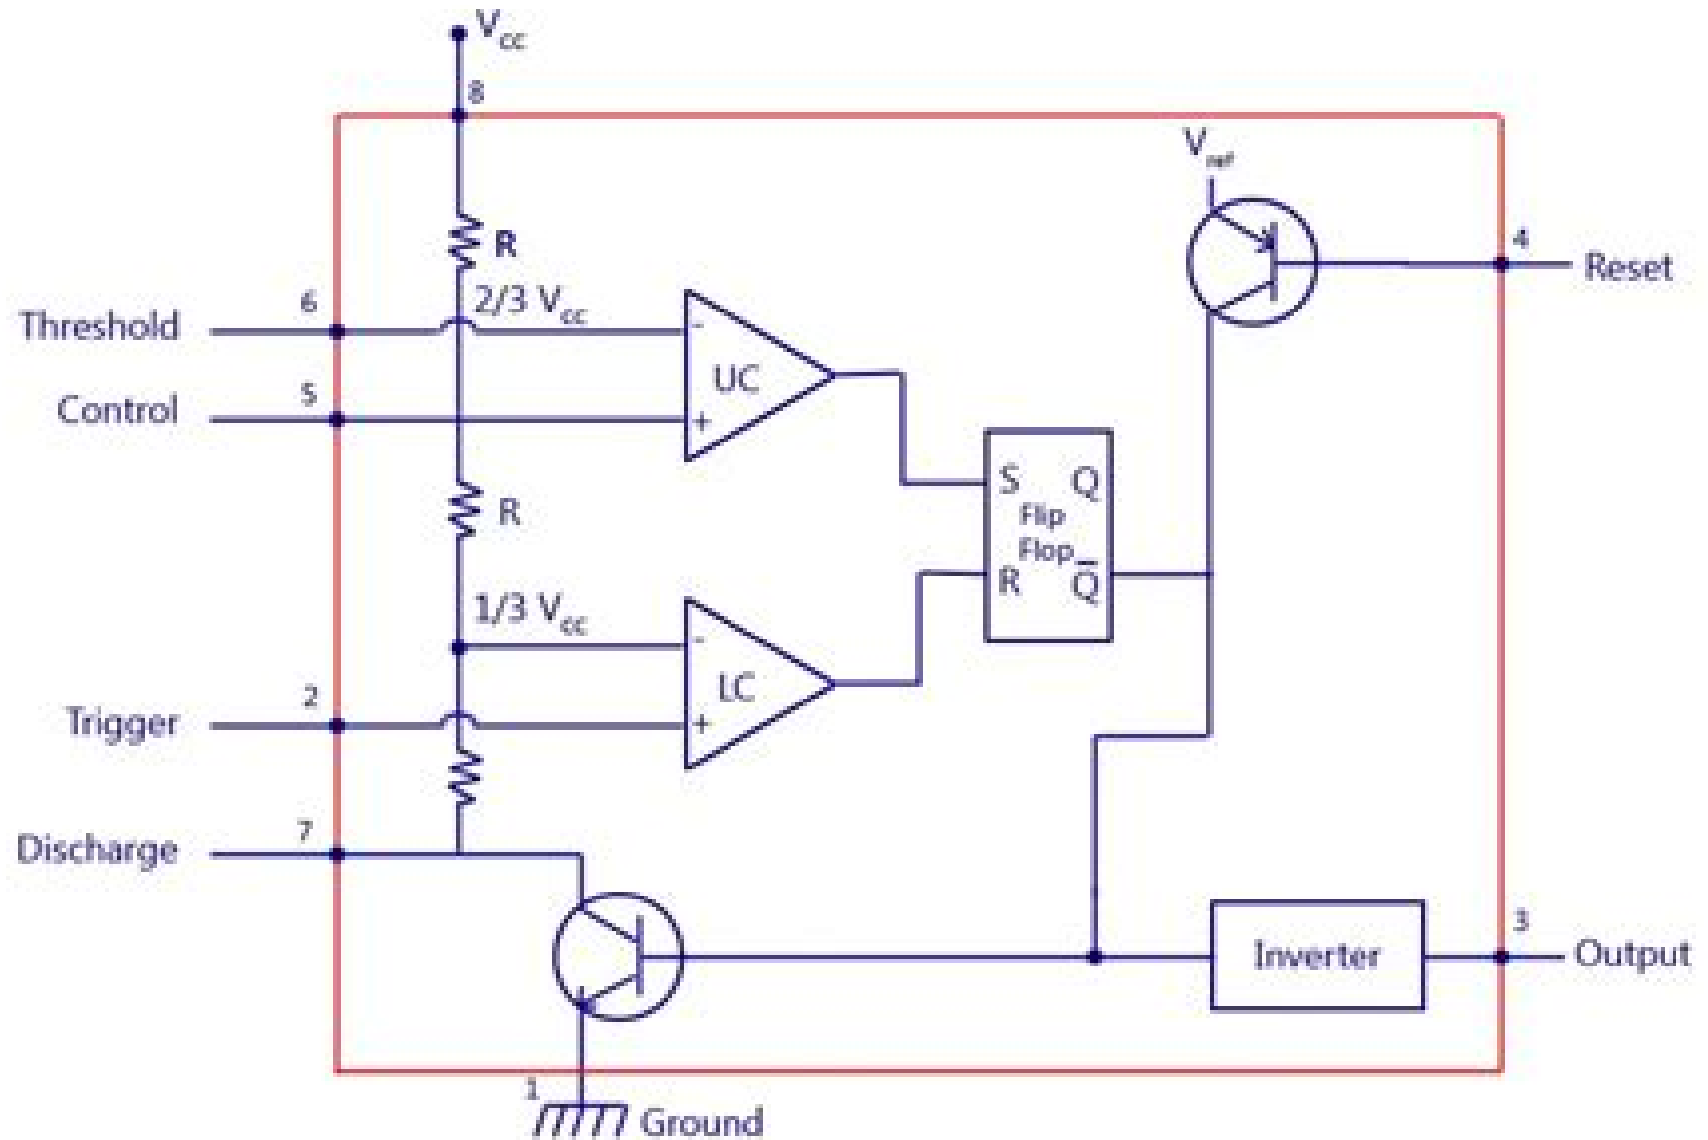 Vcc
8
Vref
R
4
Reset
6
2/3 Vcc
Threshold
-
UC
5
Control
+
S
Q
R
Flip
Flop
R
Q̅
1/3 Vcc
-
LC
2
Trigger
+
7
Discharge
3
Inverter
Output
1
Ground